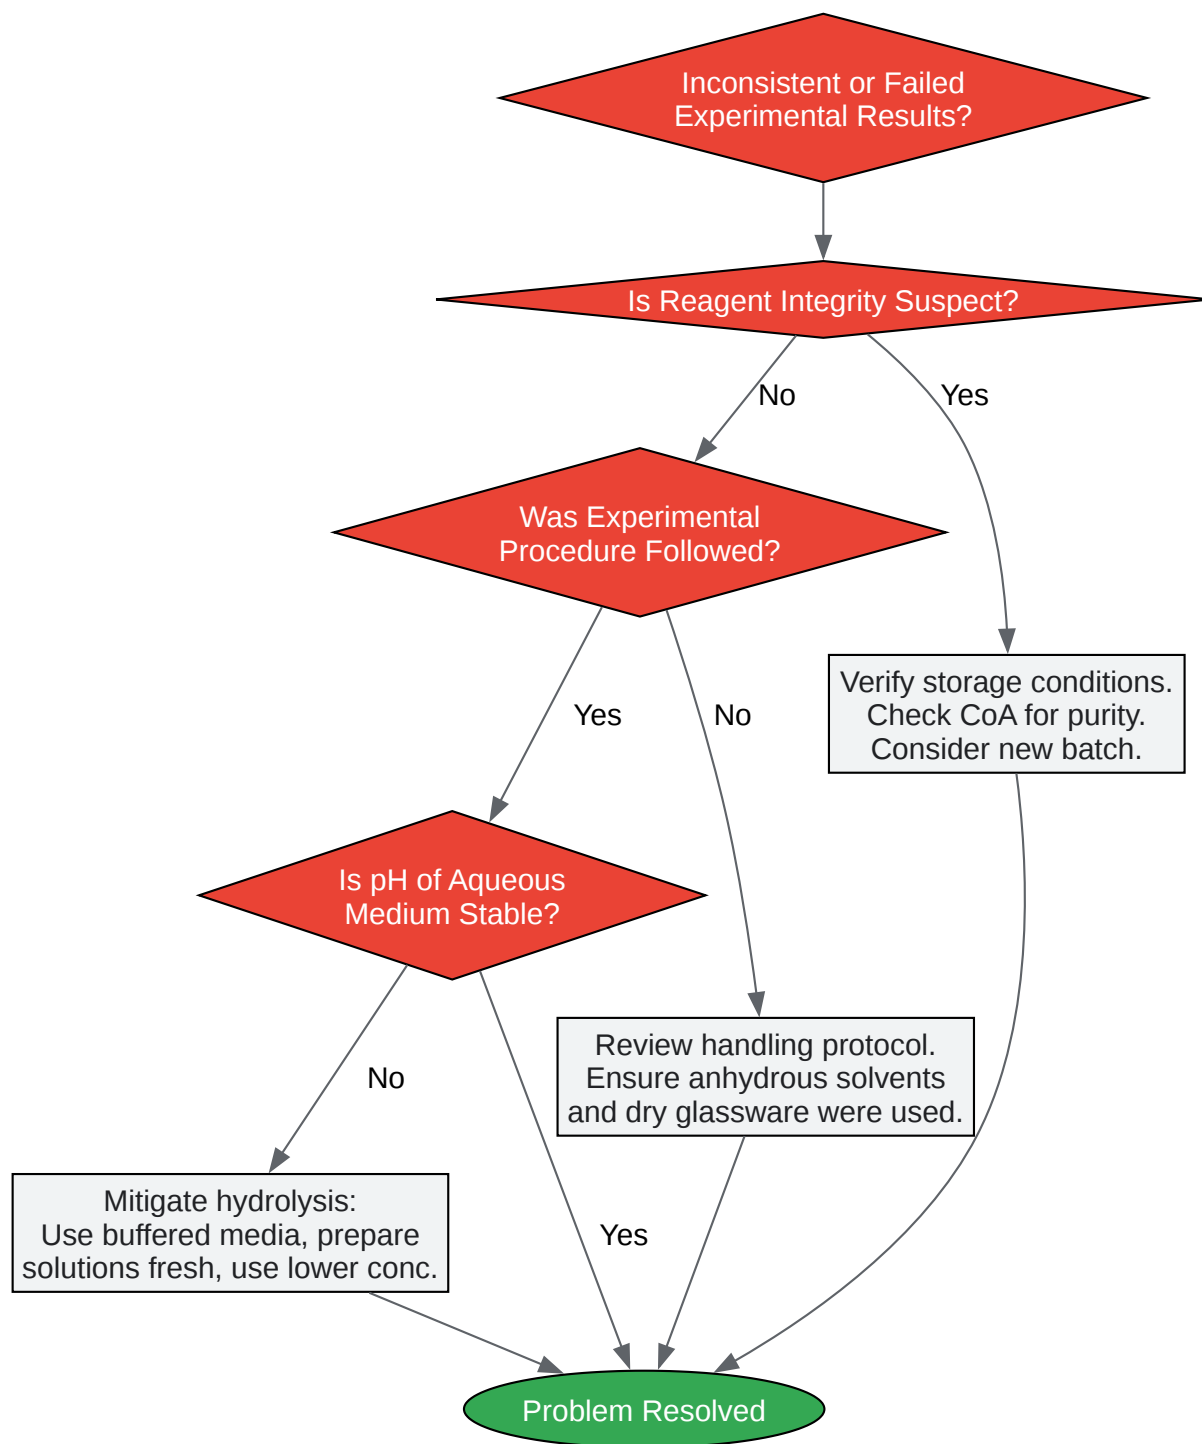 Inconsistent or Failed
Experimental Results?
Is Reagent Integrity Suspect?
No
Yes
Was Experimental
Procedure Followed?
Yes
No
Verify storage conditions.
Check CoA for purity.
Consider new batch.
Is pH of Aqueous
Medium Stable?
No
Yes
Review handling protocol.
Ensure anhydrous solvents
and dry glassware were used.
Mitigate hydrolysis:
Use buffered media, prepare
solutions fresh, use lower conc.
Problem Resolved